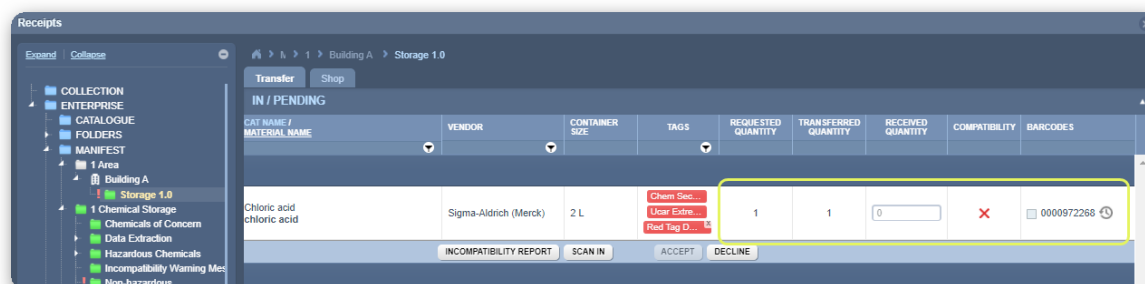 Receipts
Expand | Collapse
1 > Building A > Storage 1.0
Transfer Shop
COLLECTION
ENTERPRISE
CATALOGUE
FOLDERS
MANIFEST
1 Area
Building A
Storage 1.0
1 Chemical Storage
Chemicals of Concern
Data Extraction
Hazardous Chemicals
Incompatibility Warning Mes
Non-hazardous
IN / PENDING
CAT NAME /
MATERIAL NAME
VENDOR
CONTAINER
SIZE
TAGS
REQUESTED
QUANTITY
TRANSFERRED
QUANTITY
RECEIVED
QUANTITY
COMPATIBILITY
BARCODES
Chloric acid
chloric acid
Sigma-Aldrich (Merck)
2 L
Chem Sec...
Ucar Extre...
Red Tag D...
1
1
0
0000972268
INCOMPATIBILITY REPORT SCAN IN ACCEPT DECLINE